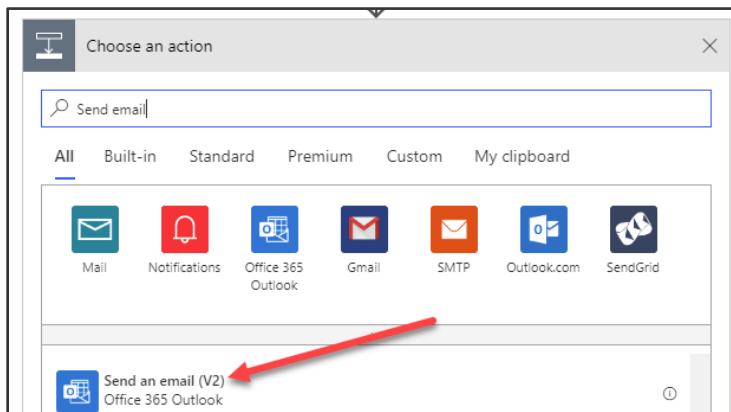 Choose an action
Send email
All Built-in Standard Premium Custom My clipboard
Mail Notifications Office 365 Outlook Gmail SMTP Outlook.com SendGrid
Send an email (V2)
Office 365 Outlook